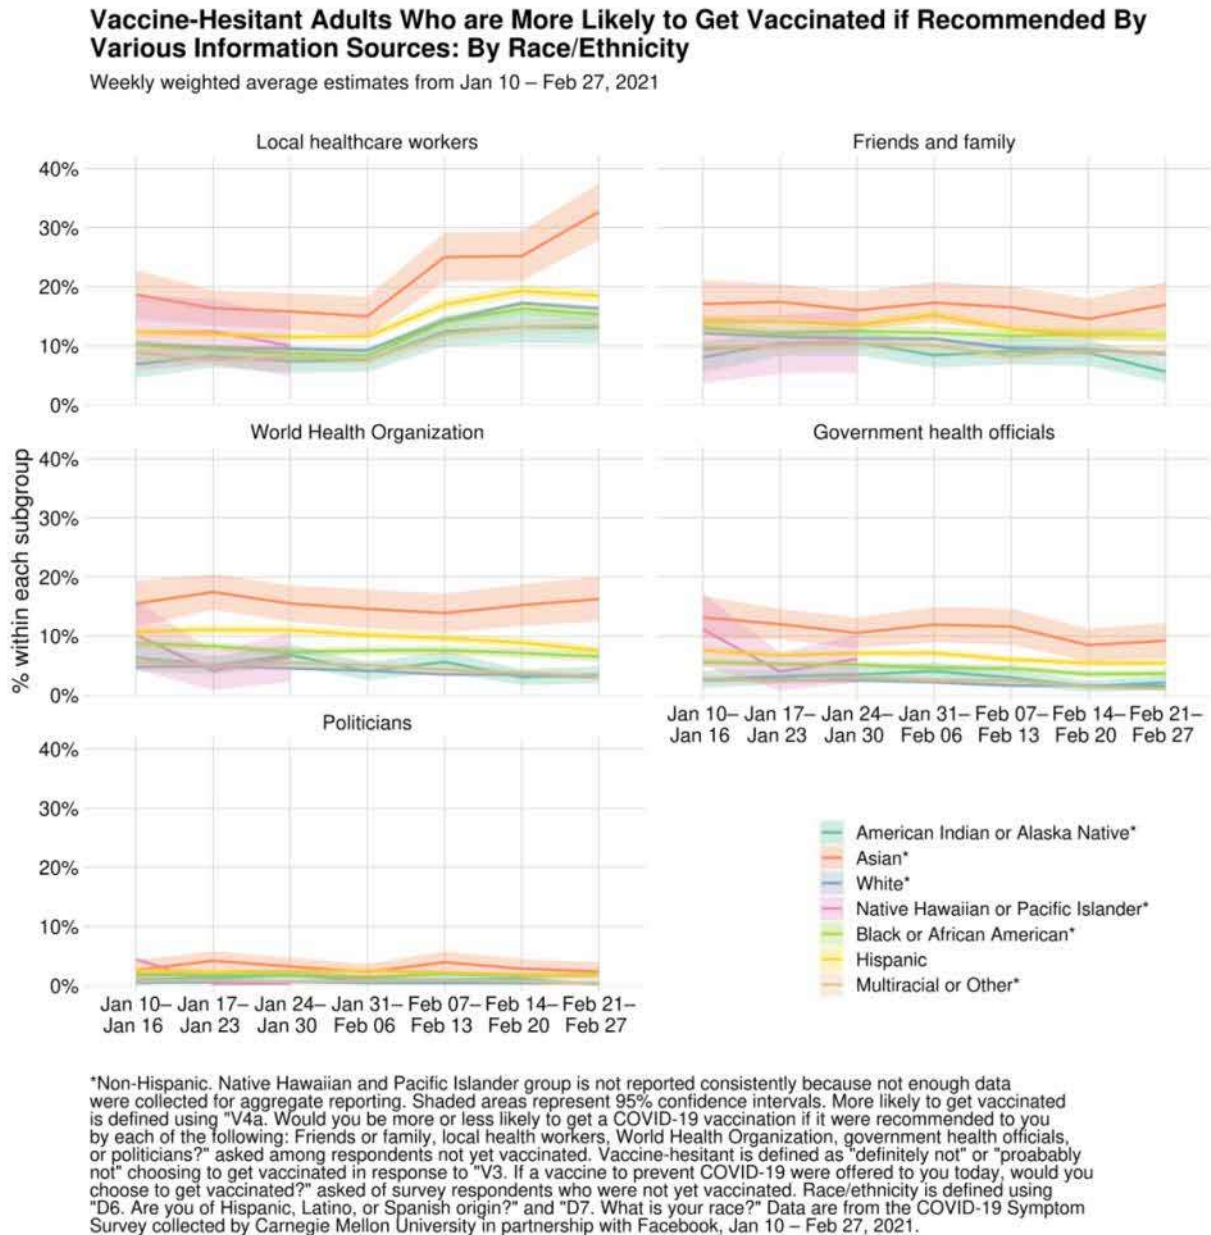 Vaccine-Hesitant Adults Who are More Likely to Get Vaccinated if Recommended By
Various Information Sources: By Race/Ethnicity
Weekly weighted average estimates from Jan 10 – Feb 27, 2021
Local healthcare workers
Friends and family
40%
30%
20%
10%
0%
World Health Organization
Government health officials
% within each subgroup
40%
30%
20%
10%
0%
Jan 10– Jan 17– Jan 24– Jan 31– Feb 07– Feb 14– Feb 21–
Jan 16 Jan 23 Jan 30 Feb 06 Feb 13 Feb 20 Feb 27
Politicians
40%
30%
20%
10%
0%
Jan 10– Jan 17– Jan 24– Jan 31– Feb 07– Feb 14– Feb 21–
Jan 16 Jan 23 Jan 30 Feb 06 Feb 13 Feb 20 Feb 27
American Indian or Alaska Native*
Asian*
White*
Native Hawaiian or Pacific Islander*
Black or African American*
Hispanic
Multiracial or Other*
*Non-Hispanic. Native Hawaiian and Pacific Islander group is not reported consistently because not enough data
were collected for aggregate reporting. Shaded areas represent 95% confidence intervals. More likely to get vaccinated
is defined using "V4a. Would you be more or less likely to get a COVID-19 vaccination if it were recommended to you
by each of the following: Friends or family, local health workers, World Health Organization, government health officials,
or politicians?" asked among respondents not yet vaccinated. Vaccine-hesitant is defined as "definitely not" or "proabably
not" choosing to get vaccinated in response to "V3. If a vaccine to prevent COVID-19 were offered to you today, would you
choose to get vaccinated?" asked of survey respondents who were not yet vaccinated. Race/ethnicity is defined using
"D6. Are you of Hispanic, Latino, or Spanish origin?" and "D7. What is your race?" Data are from the COVID-19 Symptom
Survey collected by Carnegie Mellon University in partnership with Facebook, Jan 10 – Feb 27, 2021.